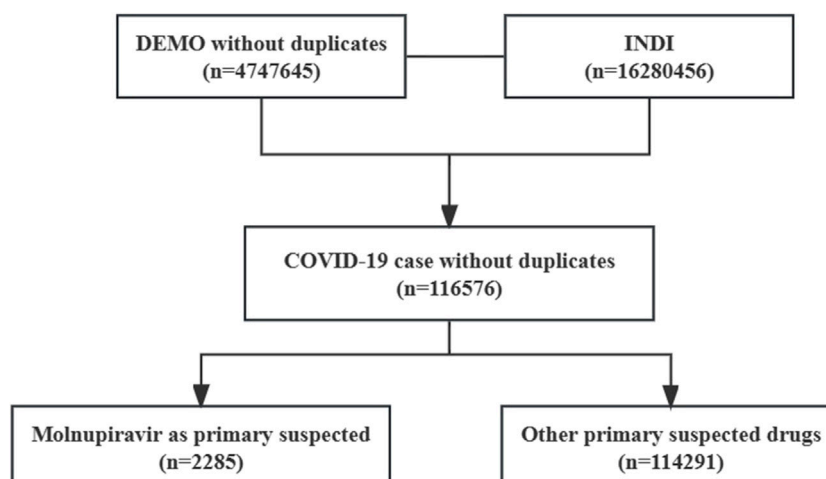 DEMO without duplicates
(n=4747645)
INDI
(n=16280456)
COVID-19 case without duplicates
(n=116576)
Molnupiravir as primary suspected
(n=2285)
Other primary suspected drugs
(n=114291)